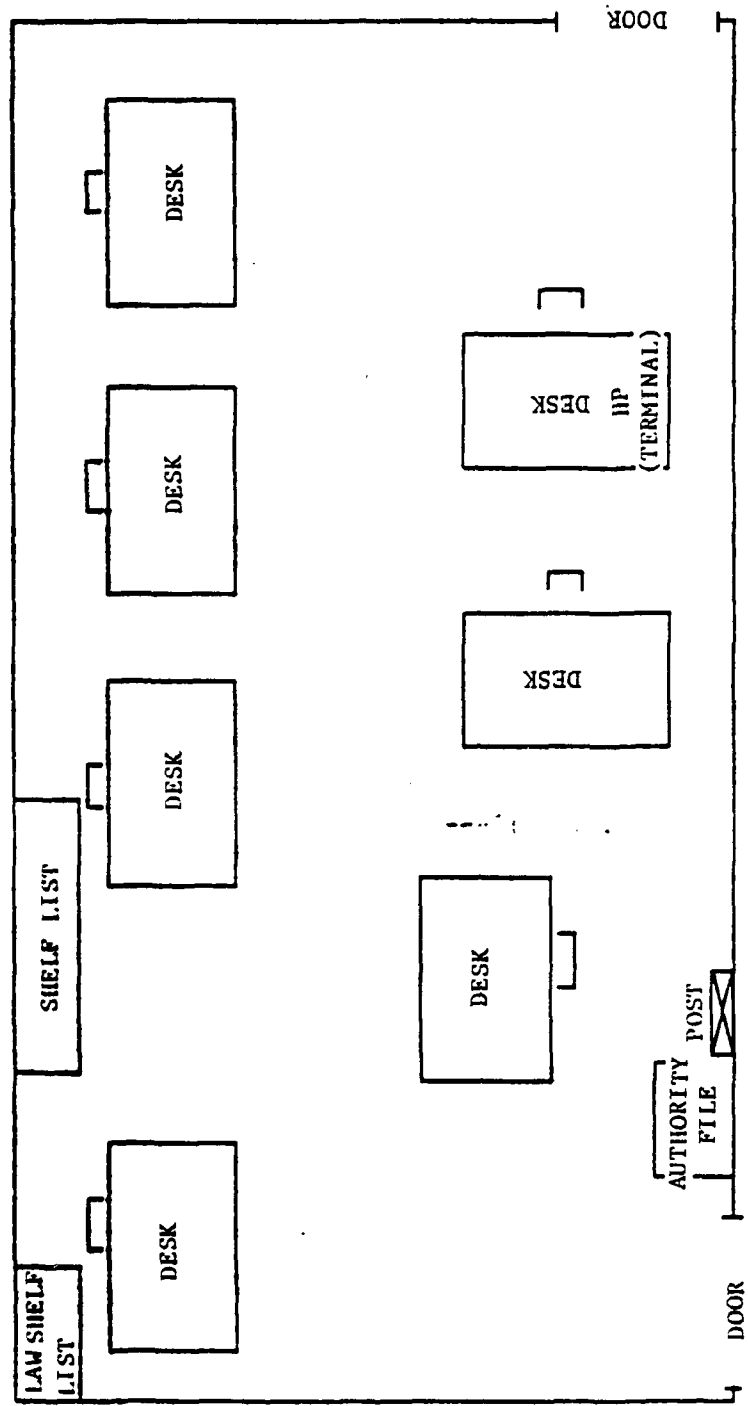 LAW SHELF
LIST
SHELF LIST
DESK
DESK
DESK
DESK
DESK
DESK
DESK
HP
(TERMINAL)
AUTHORITY
FILE
POST
DOOR
DOOR